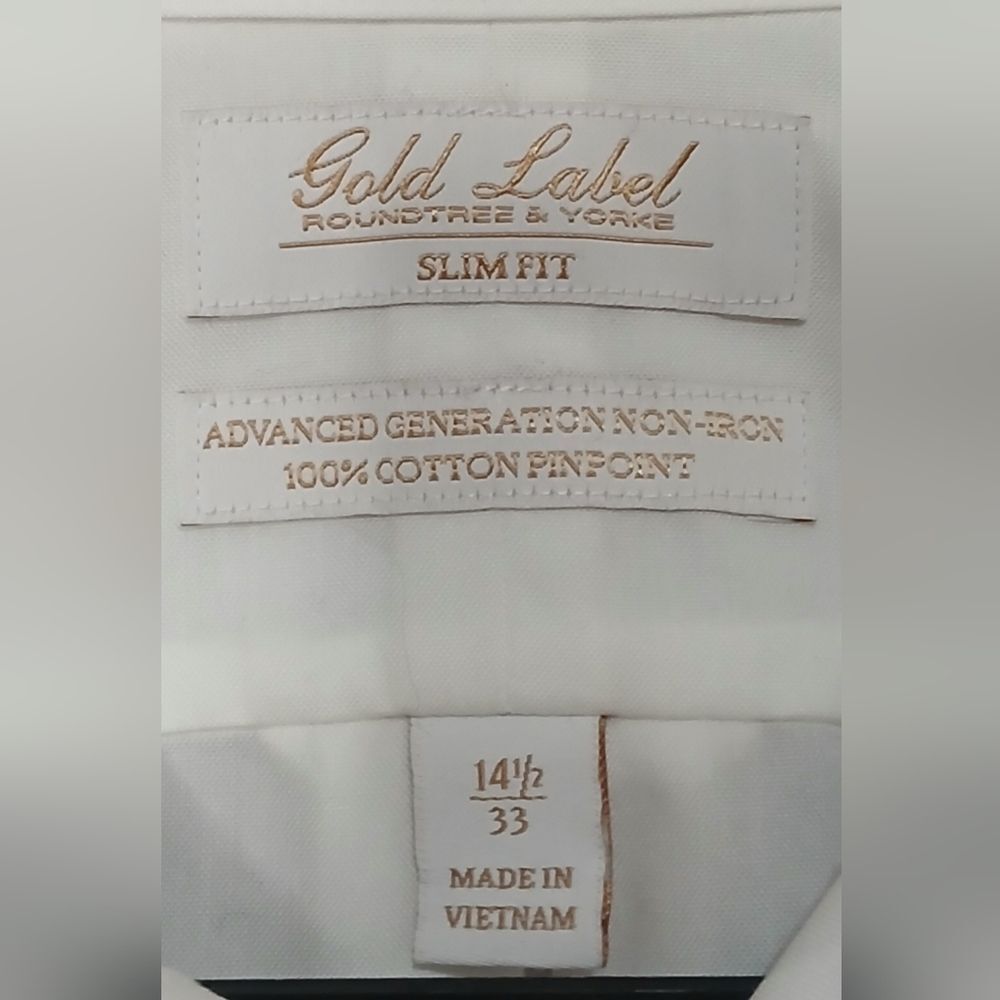 Gold Label
ROUNDTREE & YORKE
SLIM FIT
ADVANCED GENERATION NON-IRON
100% COTTON PINPOINT
14½
33
MADE IN
VIETNAM